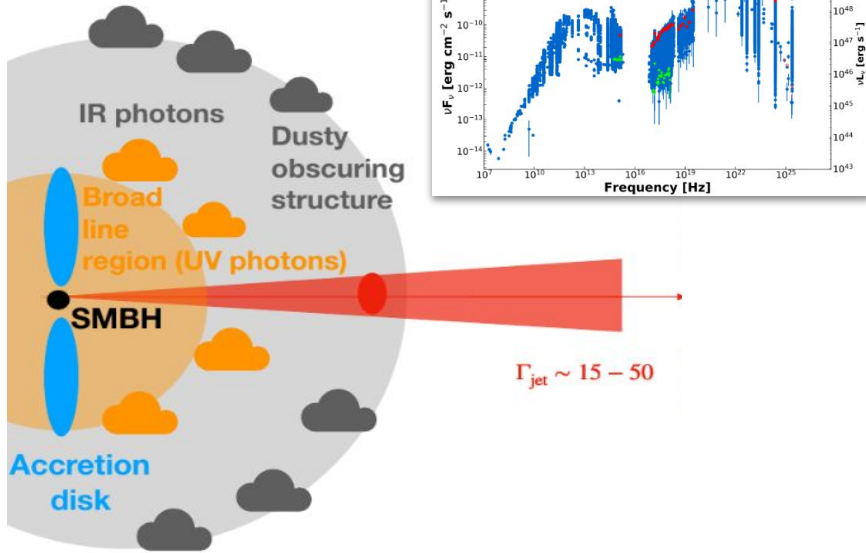 10⁻¹⁰
10⁻¹¹
10⁻¹²
10⁻¹³
10⁻¹⁴
νFν [erg cm⁻² s⁻¹]
10⁴⁸
10⁴⁷
10⁴⁶
10⁴⁵
10⁴⁴
10⁴³
νLν [erg s⁻¹]
10⁷
10¹⁰
10¹³
10¹⁶
10¹⁹
10²²
10²⁵
Frequency [Hz]
IR photons
Dusty
obscuring
structure
Broad
line
region (UV photons)
SMBH
Γjet ∼ 15 − 50
Accretion
disk